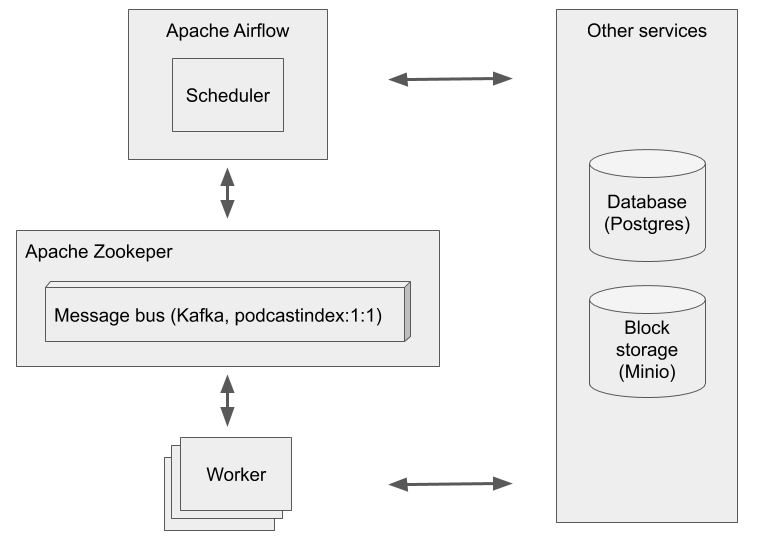 Apache Airflow
Scheduler
Apache Zookeper
Message bus (Kafka, podcastindex:1:1)
Worker
Other services
Database
(Postgres)
Block
storage
(Minio)